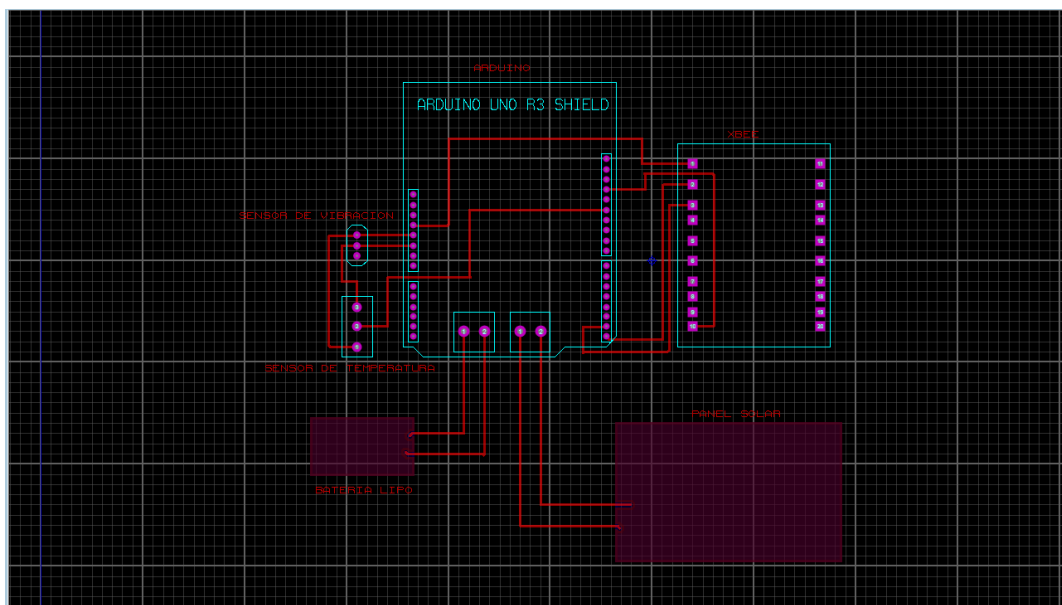 ARDUINO
ARDUINO UNO R3 SHIELD
XBEE
SENSOR DE VIBRACION
SENSOR DE TEMPERATURA
PANEL SOLAR
BATERIA LIPO